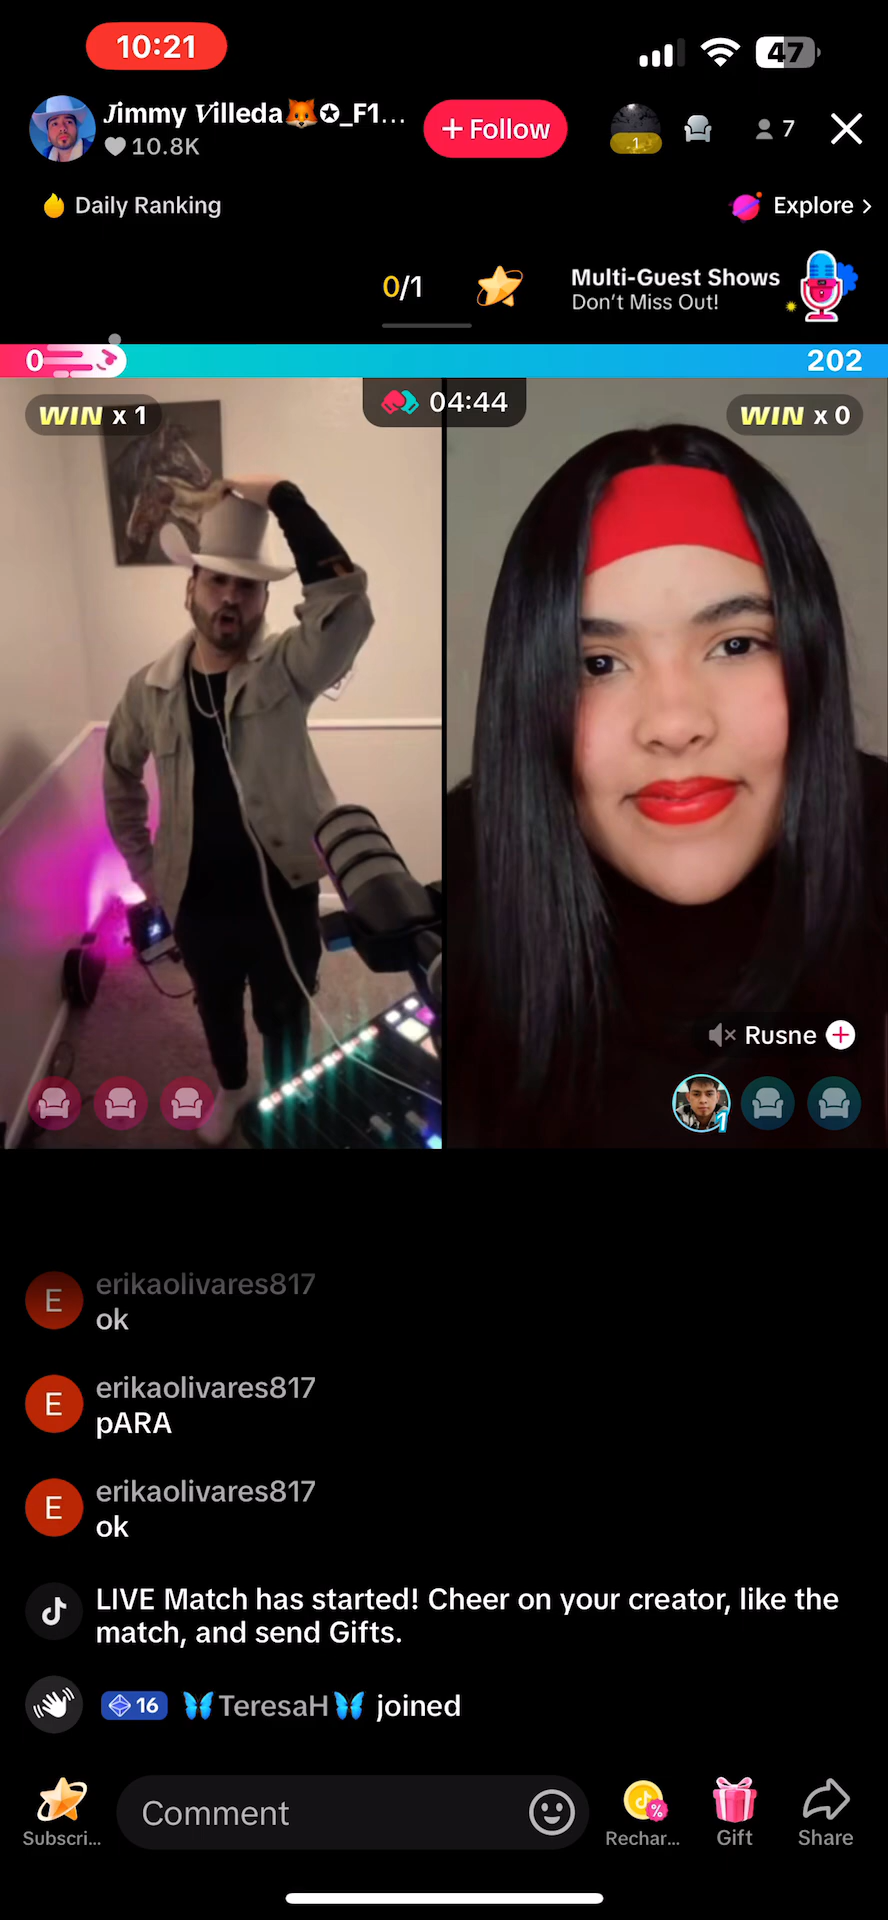 10:21
47
Jimmy Villeda🦊✪_F1...
10.8K
+ Follow
1
7
Daily Ranking
Explore >
0/1
Multi-Guest Shows
Don't Miss Out!
0
202
WIN x 1
04:44
WIN x 0
Rusne
1
E
erikaolivares817
ok
E
erikaolivares817
pARA
E
erikaolivares817
ok
LIVE Match has started! Cheer on your creator, like the
match, and send Gifts.
16
🦋TeresaH🦋 joined
Comment
Subscri...
Rechar...
Gift
Share